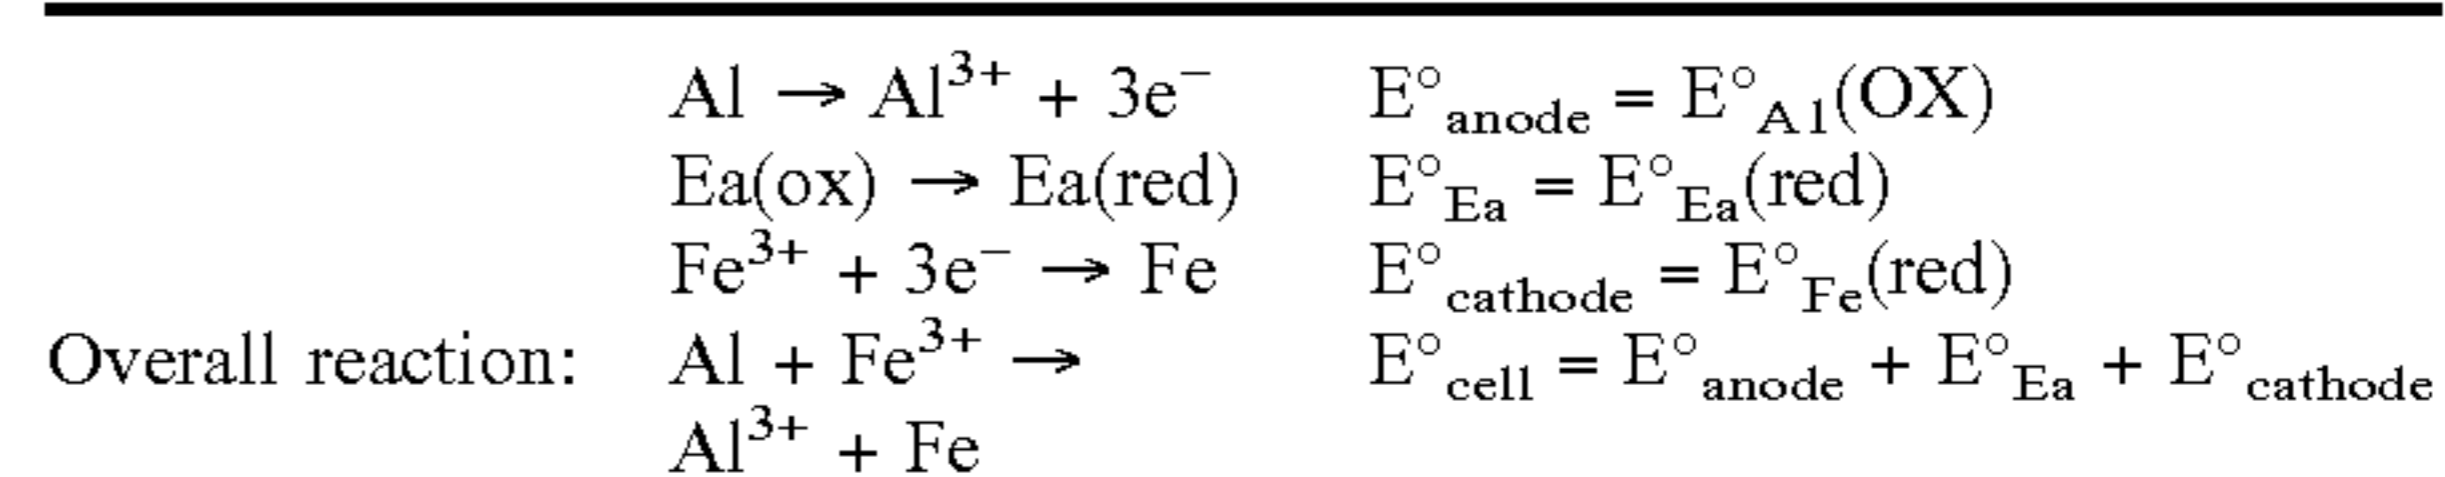 Al → Al³⁺ + 3e⁻ E°anode = E°Al(OX)
Ea(ox) → Ea(red) E°Ea = E°Ea(red)
Fe³⁺ + 3e⁻ → Fe E°cathode = E°Fe(red)
Overall reaction: Al + Fe³⁺ → E°cell = E°anode + E°Ea + E°cathode
Al³⁺ + Fe